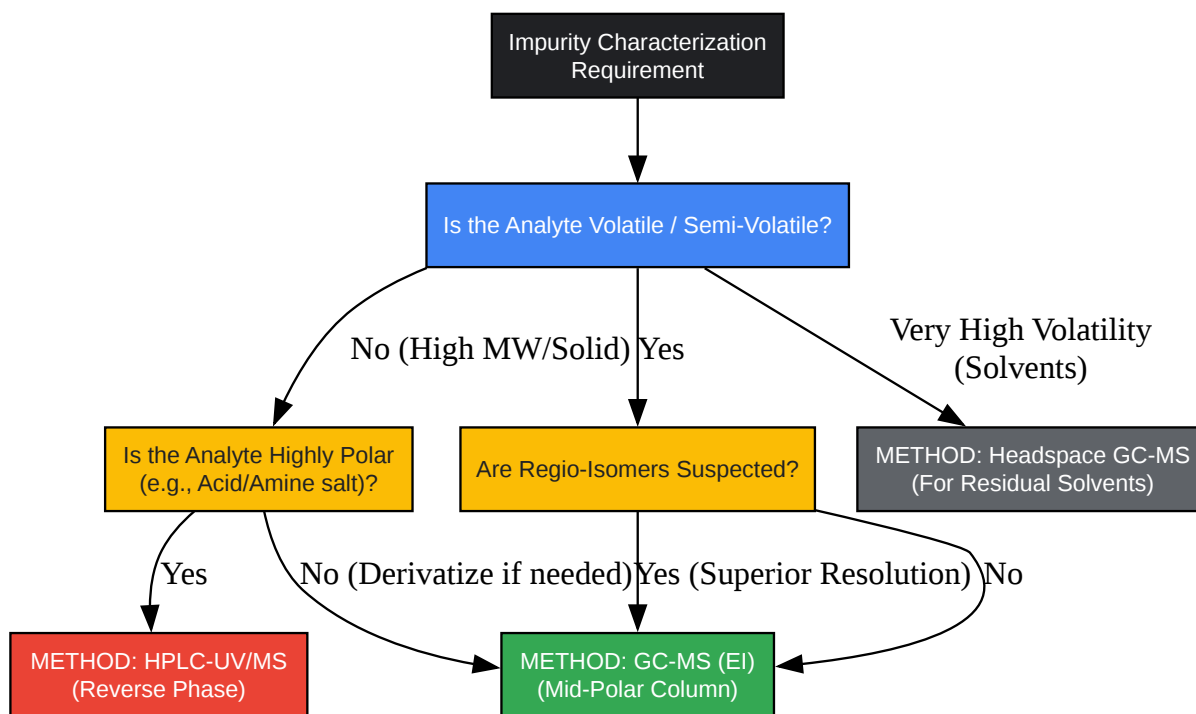 Impurity Characterization
Requirement
Is the Analyte Volatile / Semi-Volatile?
No (High MW/Solid)
Yes
Very High Volatility
(Solvents)
Is the Analyte Highly Polar
(e.g., Acid/Amine salt)?
Are Regio-Isomers Suspected?
METHOD: Headspace GC-MS
(For Residual Solvents)
Yes
No (Derivatize if needed)
Yes (Superior Resolution)
No
METHOD: HPLC-UV/MS
(Reverse Phase)
METHOD: GC-MS (EI)
(Mid-Polar Column)